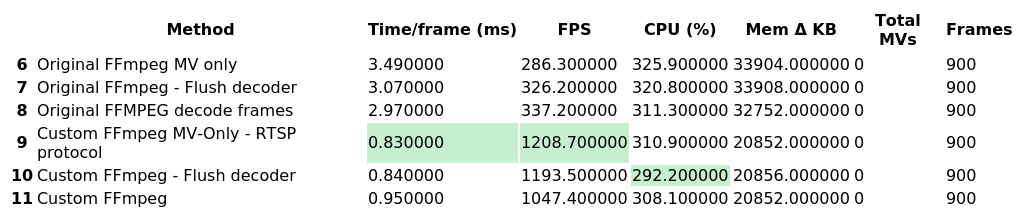 Method Time/frame (ms) FPS CPU (%) Mem Δ KB Total MVs Frames
6 Original FFmpeg MV only 3.490000 286.300000 325.900000 33904.000000 0 900
7 Original FFmpeg - Flush decoder 3.070000 326.200000 320.800000 33908.000000 0 900
8 Original FFMPEG decode frames 2.970000 337.200000 311.300000 32752.000000 0 900
9 Custom FFmpeg MV-Only - RTSP protocol 0.830000 1208.700000 310.900000 20852.000000 0 900
10 Custom FFmpeg - Flush decoder 0.840000 1193.500000 292.200000 20856.000000 0 900
11 Custom FFmpeg 0.950000 1047.400000 308.100000 20852.000000 0 900